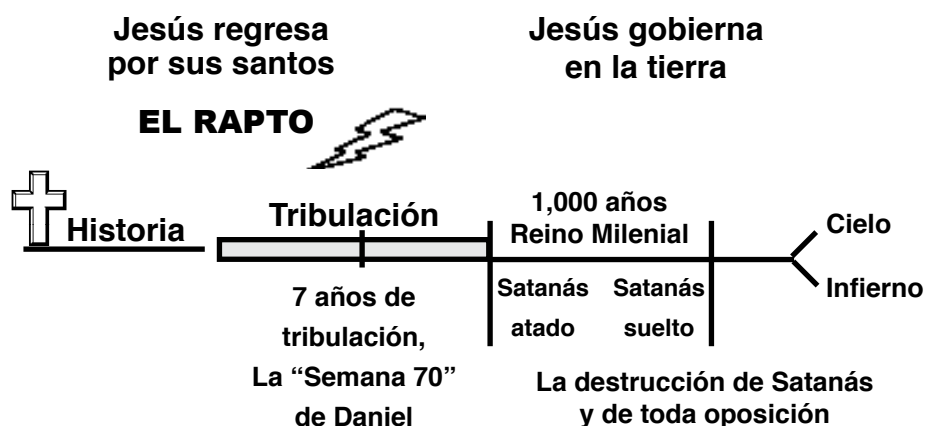 Jesús regresa
por sus santos
Jesús gobierna
en la tierra
EL RAPTO
Historia
Tribulación
1,000 años
Reino Milenial
Cielo
Infierno
7 años de
tribulación,
La “Semana 70”
de Daniel
Satanás
atado
Satanás
suelto
La destrucción de Satanás
y de toda oposición